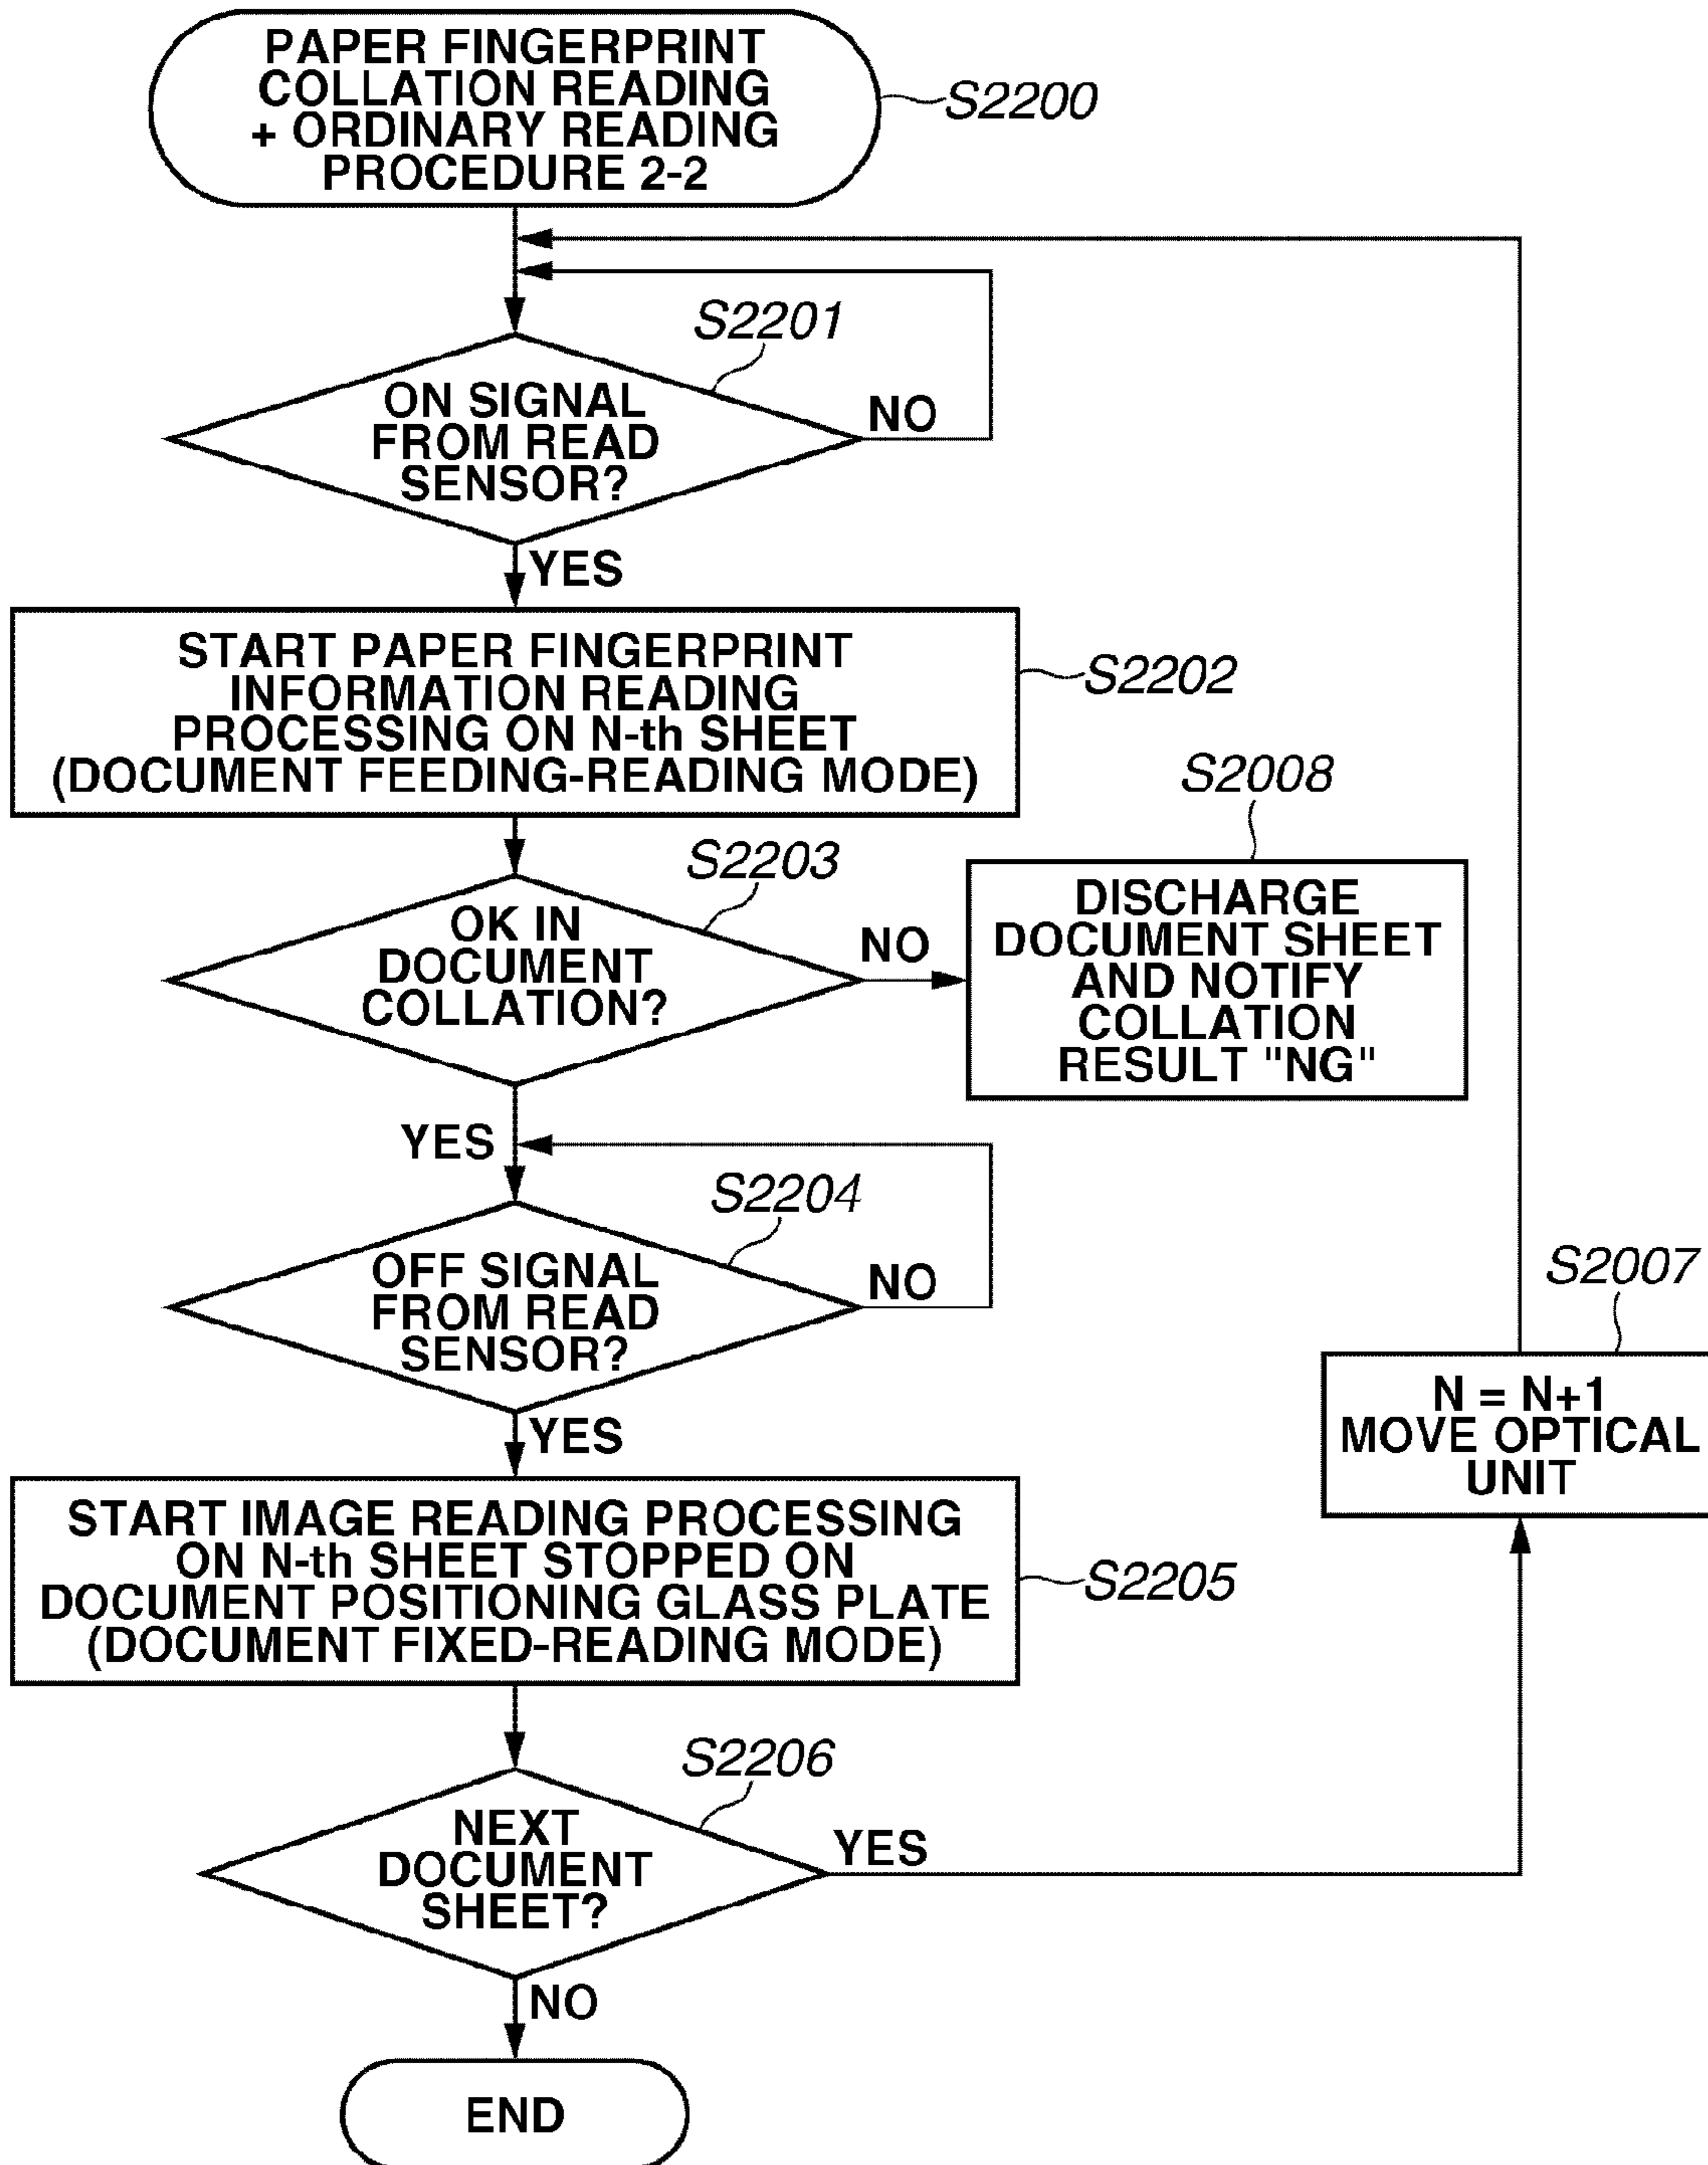 PAPER FINGERPRINT
COLLATION READING
+ ORDINARY READING
PROCEDURE 2-2
S2200
S2201
ON SIGNAL
FROM READ
SENSOR?
NO
YES
START PAPER FINGERPRINT
INFORMATION READING
PROCESSING ON N-th SHEET
(DOCUMENT FEEDING-READING MODE)
S2202
S2203
OK IN
DOCUMENT
COLLATION?
NO
S2008
DISCHARGE
DOCUMENT SHEET
AND NOTIFY
COLLATION
RESULT "NG"
YES
S2204
OFF SIGNAL
FROM READ
SENSOR?
NO
YES
S2007
N = N+1
MOVE OPTICAL
UNIT
START IMAGE READING PROCESSING
ON N-th SHEET STOPPED ON
DOCUMENT POSITIONING GLASS PLATE
(DOCUMENT FIXED-READING MODE)
S2205
S2206
NEXT
DOCUMENT
SHEET?
YES
NO
END